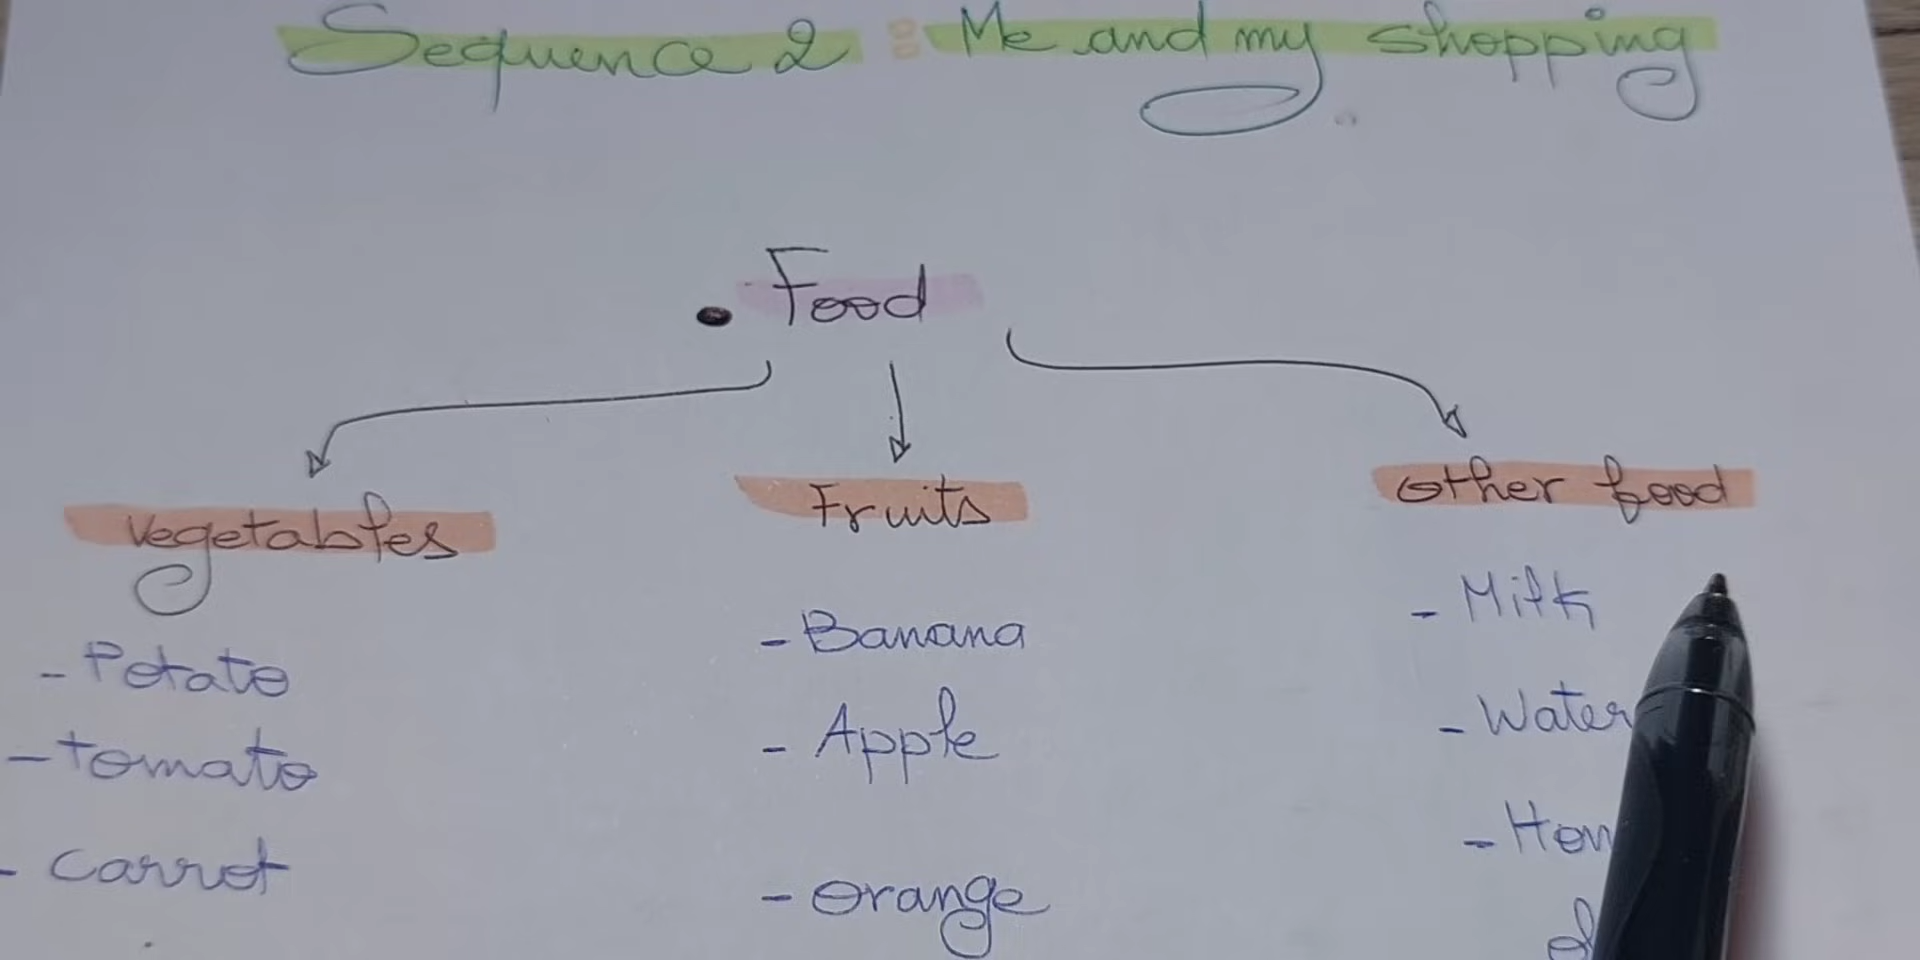 Sequence 2 : Me and my shopping
• Food
Vegetables
- Potato
- tomato
- Carrot
Fruits
- Banana
- Apple
- Orange
Other food
- Milk
- Water